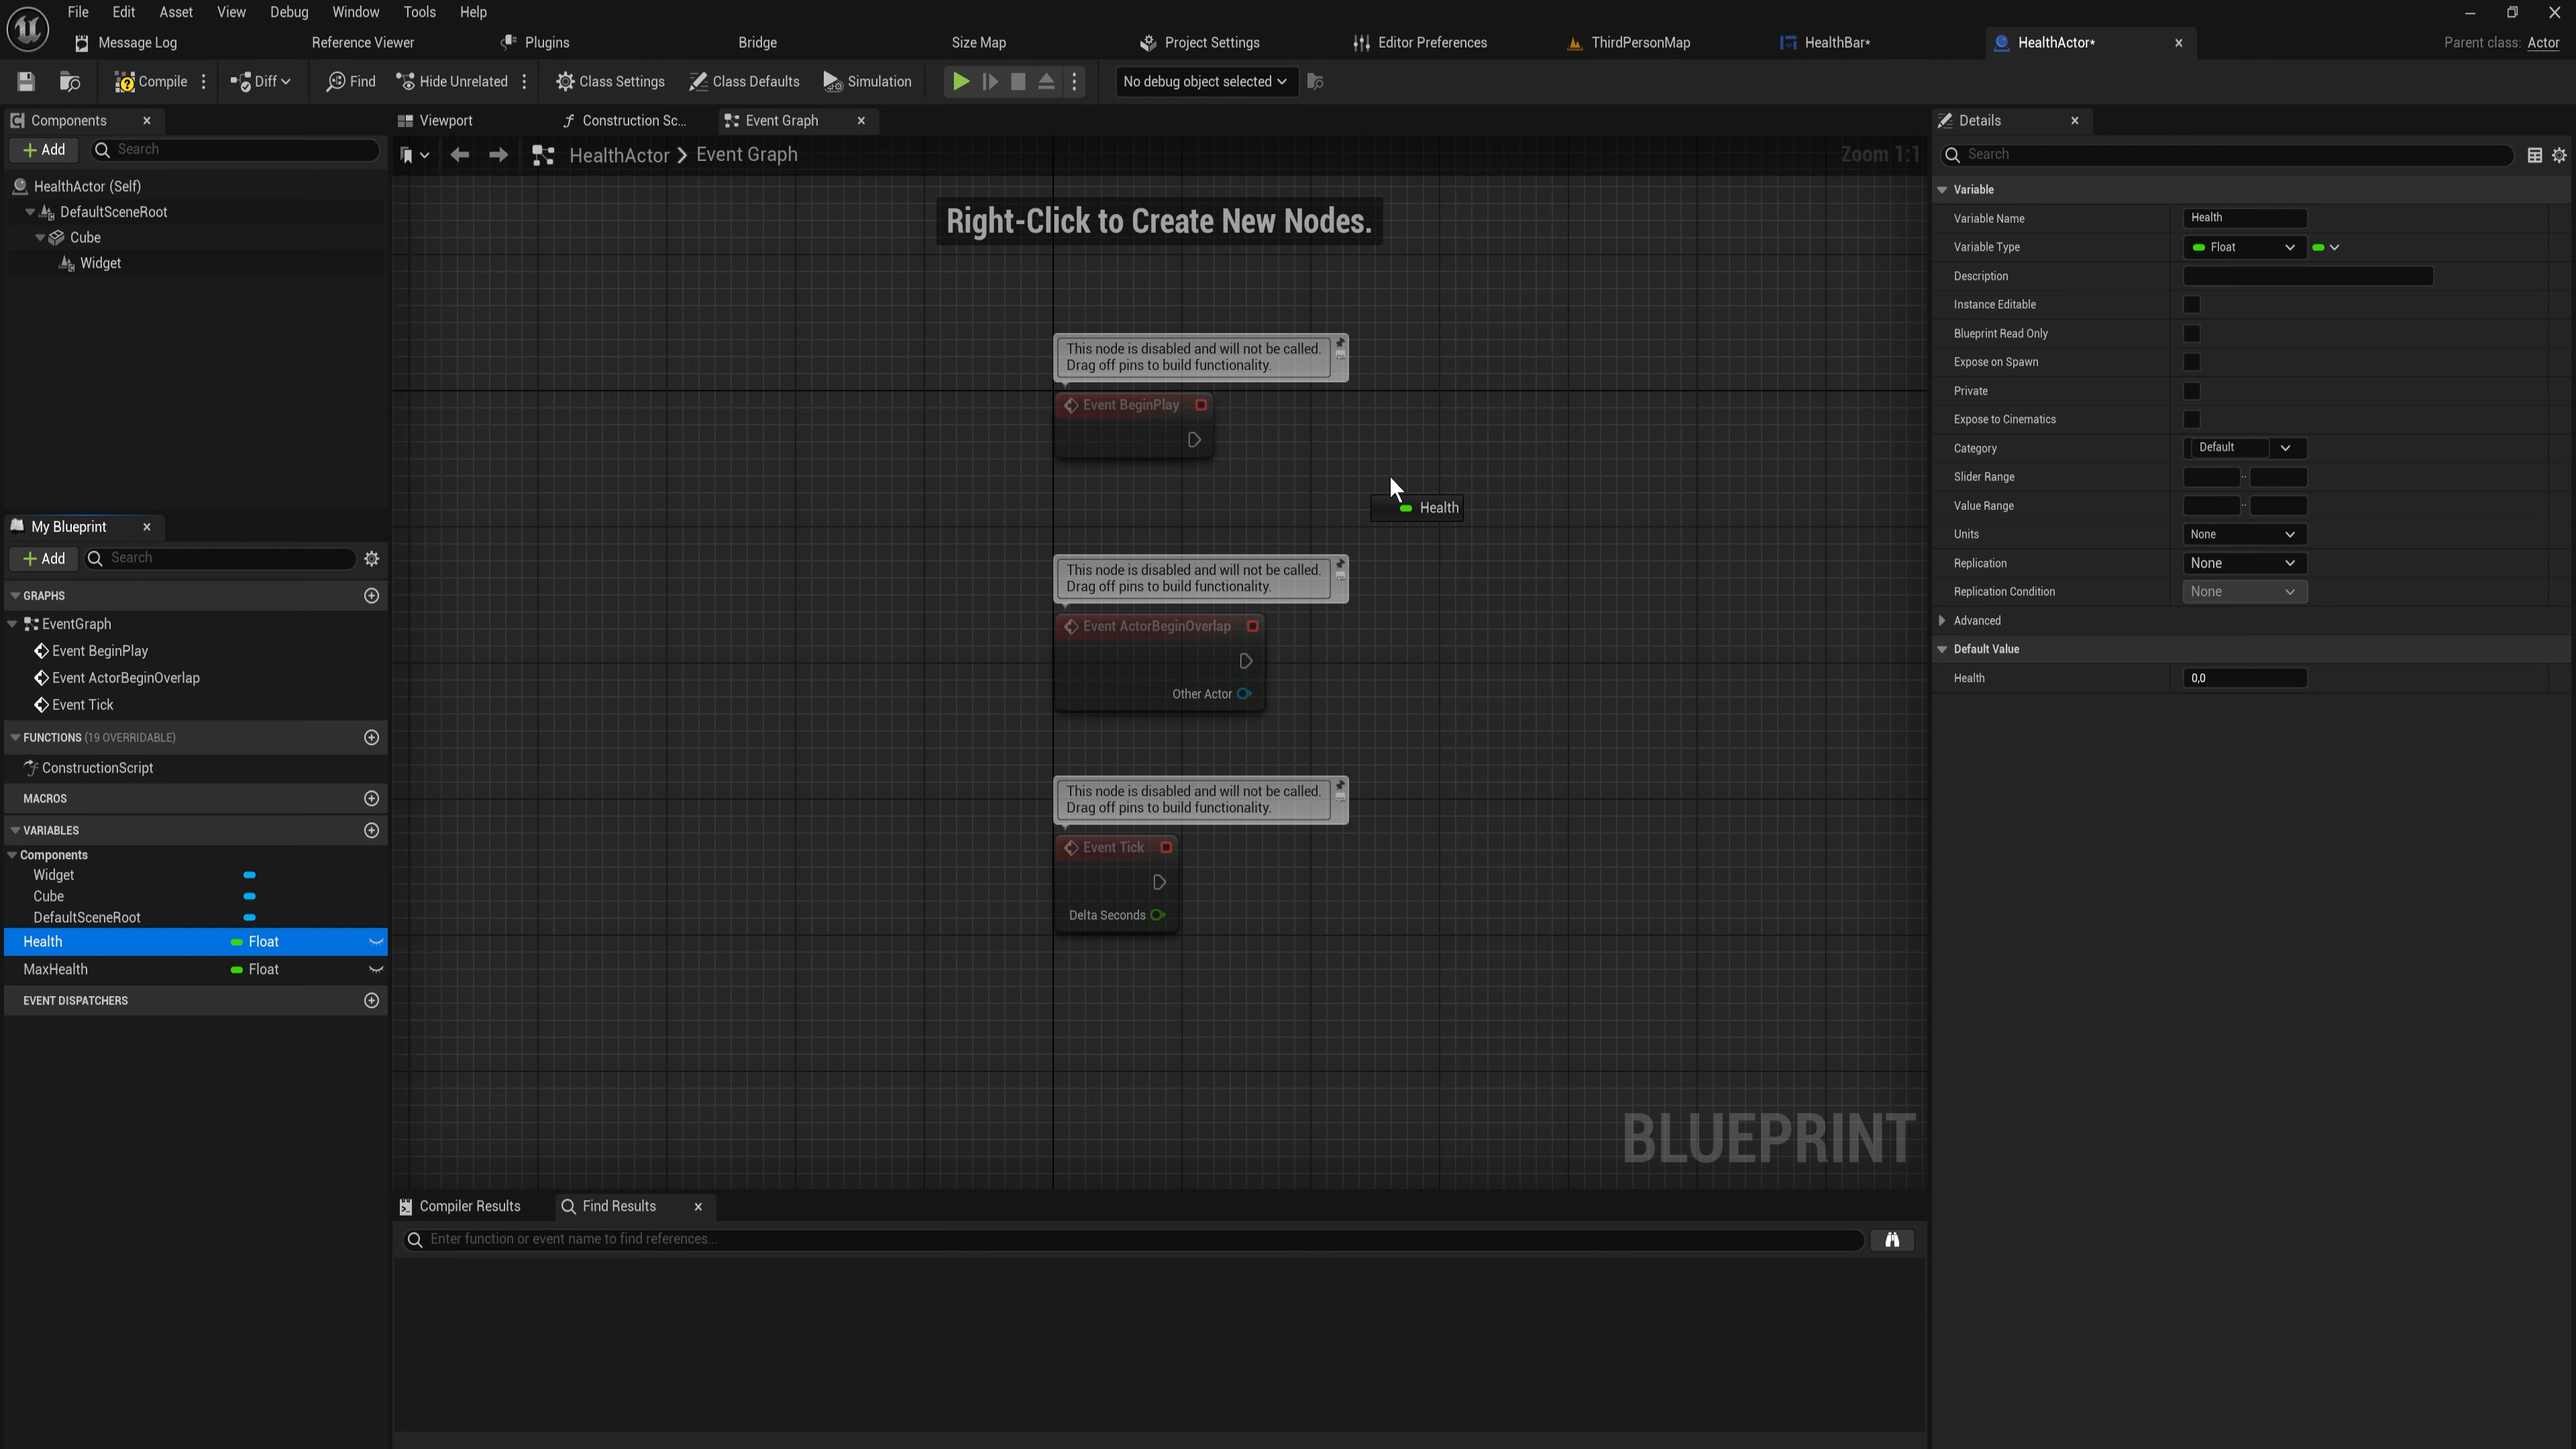 File Edit Asset View Debug Window Tools Help
Message Log Reference Viewer Plugins Bridge Size Map Project Settings Editor Preferences ThirdPersonMap HealthBar* HealthActor* Parent class: Actor
Compile Diff Find Hide Unrelated Class Settings Class Defaults Simulation No debug object selected
Components
Add Search
HealthActor (Self)
DefaultSceneRoot
Cube
Widget
My Blueprint
Add Search
GRAPHS
EventGraph
Event BeginPlay
Event ActorBeginOverlap
Event Tick
FUNCTIONS (19 OVERRIDABLE)
ConstructionScript
MACROS
VARIABLES
Components
Widget
Cube
DefaultSceneRoot
Health Float
MaxHealth Float
EVENT DISPATCHERS
Viewport Construction Sc... Event Graph
HealthActor > Event Graph Zoom 1:1
Right-Click to Create New Nodes.
This node is disabled and will not be called.
Drag off pins to build functionality.
Event BeginPlay
Health
This node is disabled and will not be called.
Drag off pins to build functionality.
Event ActorBeginOverlap
Other Actor
This node is disabled and will not be called.
Drag off pins to build functionality.
Event Tick
Delta Seconds
BLUEPRINT
Compiler Results Find Results
Enter function or event name to find references...
Details
Search
Variable
Variable Name Health
Variable Type Float
Description
Instance Editable
Blueprint Read Only
Expose on Spawn
Private
Expose to Cinematics
Category Default
Slider Range
Value Range
Units None
Replication None
Replication Condition None
Advanced
Default Value
Health 0,0